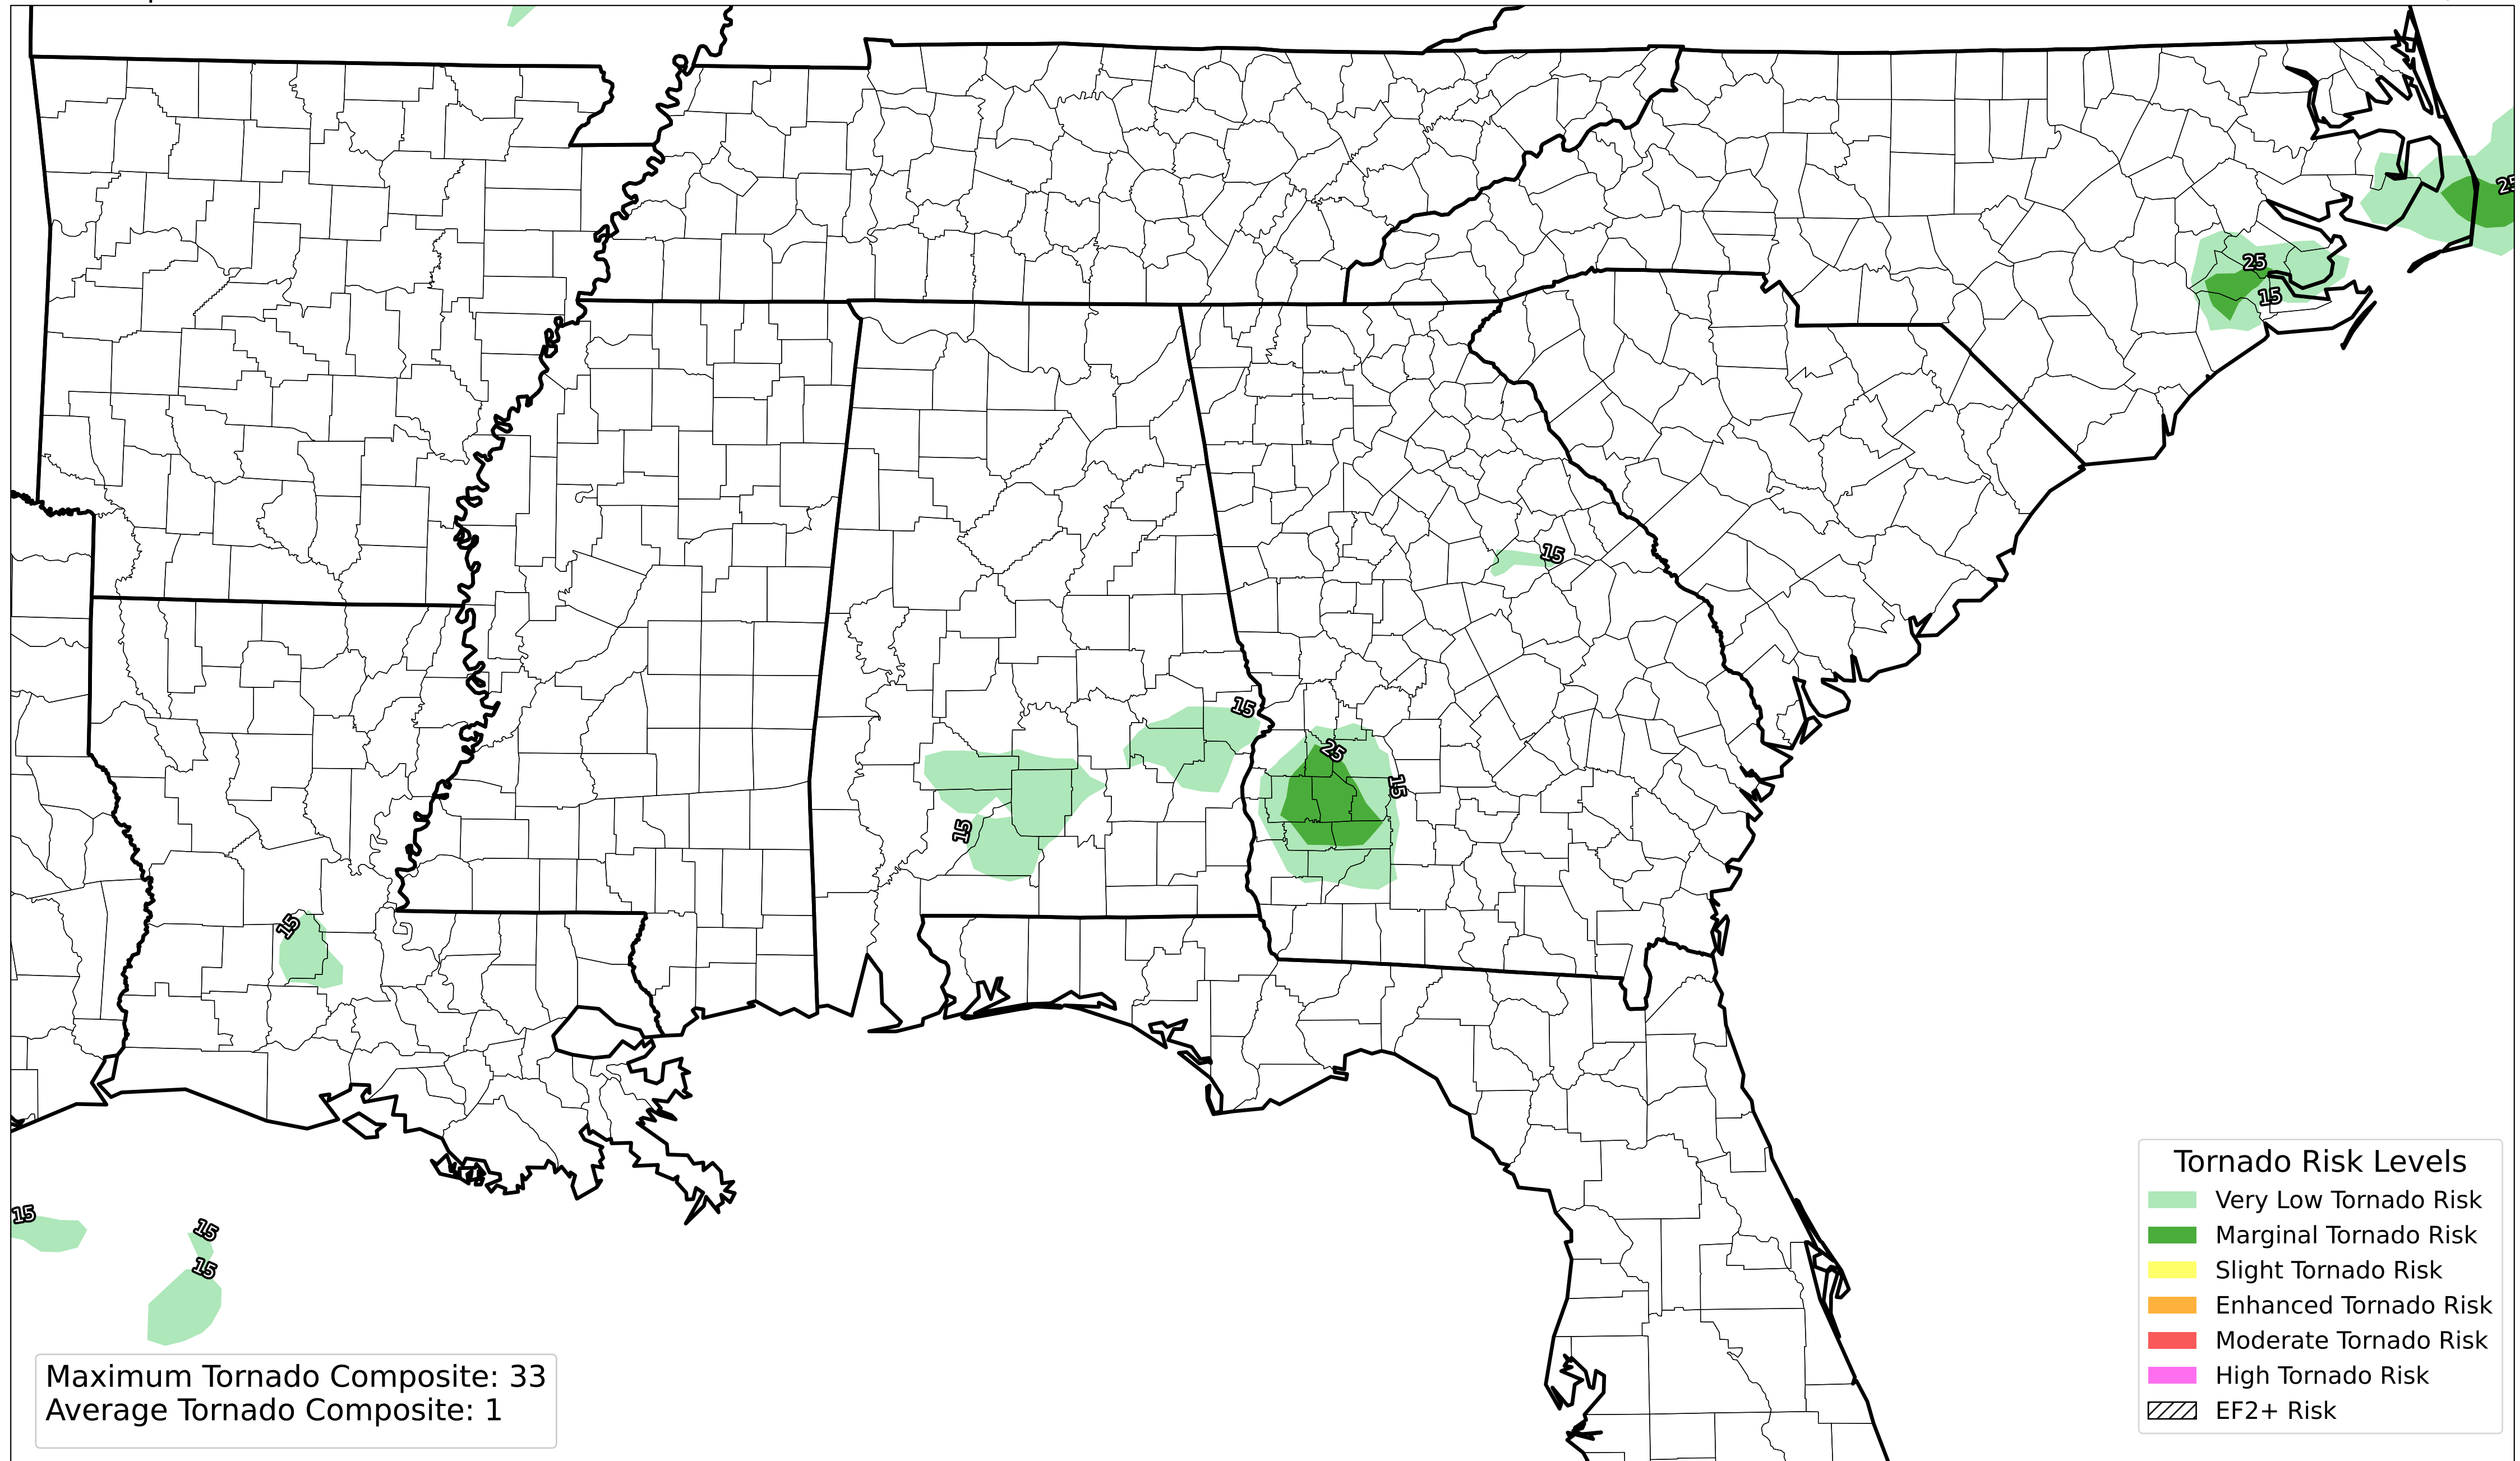 25
25
15
15
15
25
15
15
15
15
15
15
Maximum Tornado Composite: 33
Average Tornado Composite: 1
Tornado Risk Levels
Very Low Tornado Risk
Marginal Tornado Risk
Slight Tornado Risk
Enhanced Tornado Risk
Moderate Tornado Risk
High Tornado Risk
EF2+ Risk